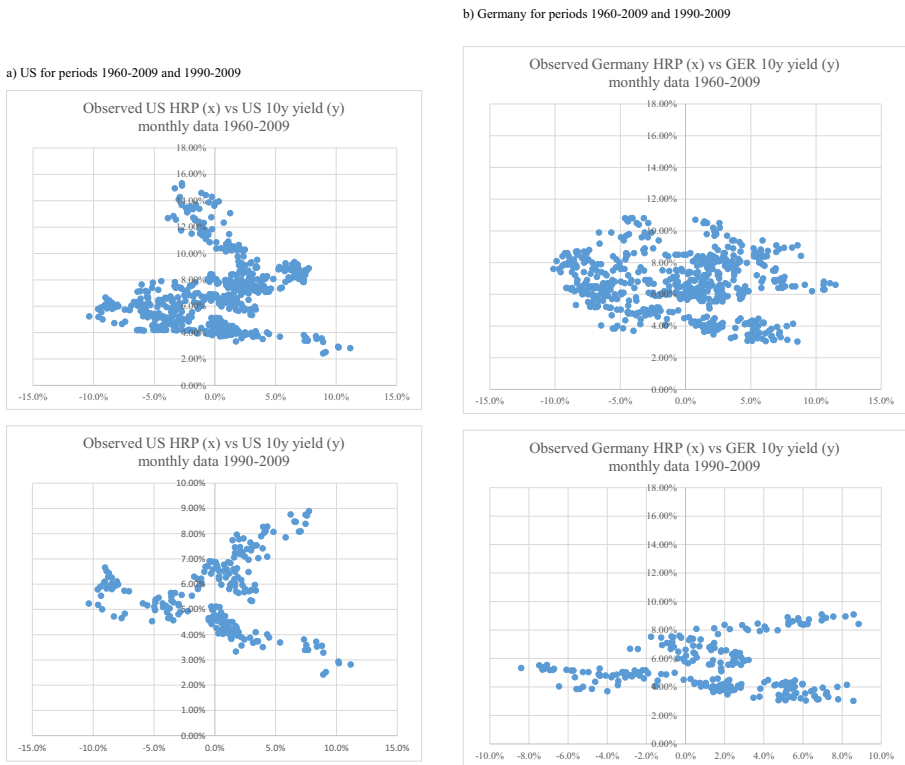 b) Germany for periods 1960-2009 and 1990-2009
a) US for periods 1960-2009 and 1990-2009
Observed US HRP (x) vs US 10y yield (y)
monthly data 1960-2009
18.00%
16.00%
14.00%
12.00%
10.00%
8.00%
6.00%
4.00%
2.00%
0.00%
-15.0% -10.0% -5.0% 0.0% 5.0% 10.0% 15.0%
Observed Germany HRP (x) vs GER 10y yield (y)
monthly data 1960-2009
18.00%
16.00%
14.00%
12.00%
10.00%
8.00%
6.00%
4.00%
2.00%
0.00%
-15.0% -10.0% -5.0% 0.0% 5.0% 10.0% 15.0%
Observed US HRP (x) vs US 10y yield (y)
monthly data 1990-2009
10.00%
9.00%
8.00%
7.00%
6.00%
5.00%
4.00%
3.00%
2.00%
1.00%
0.00%
-15.0% -10.0% -5.0% 0.0% 5.0% 10.0% 15.0%
Observed Germany HRP (x) vs GER 10y yield (y)
monthly data 1990-2009
18.00%
16.00%
14.00%
12.00%
10.00%
8.00%
6.00%
4.00%
2.00%
0.00%
-10.0% -8.0% -6.0% -4.0% -2.0% 0.0% 2.0% 4.0% 6.0% 8.0% 10.0%